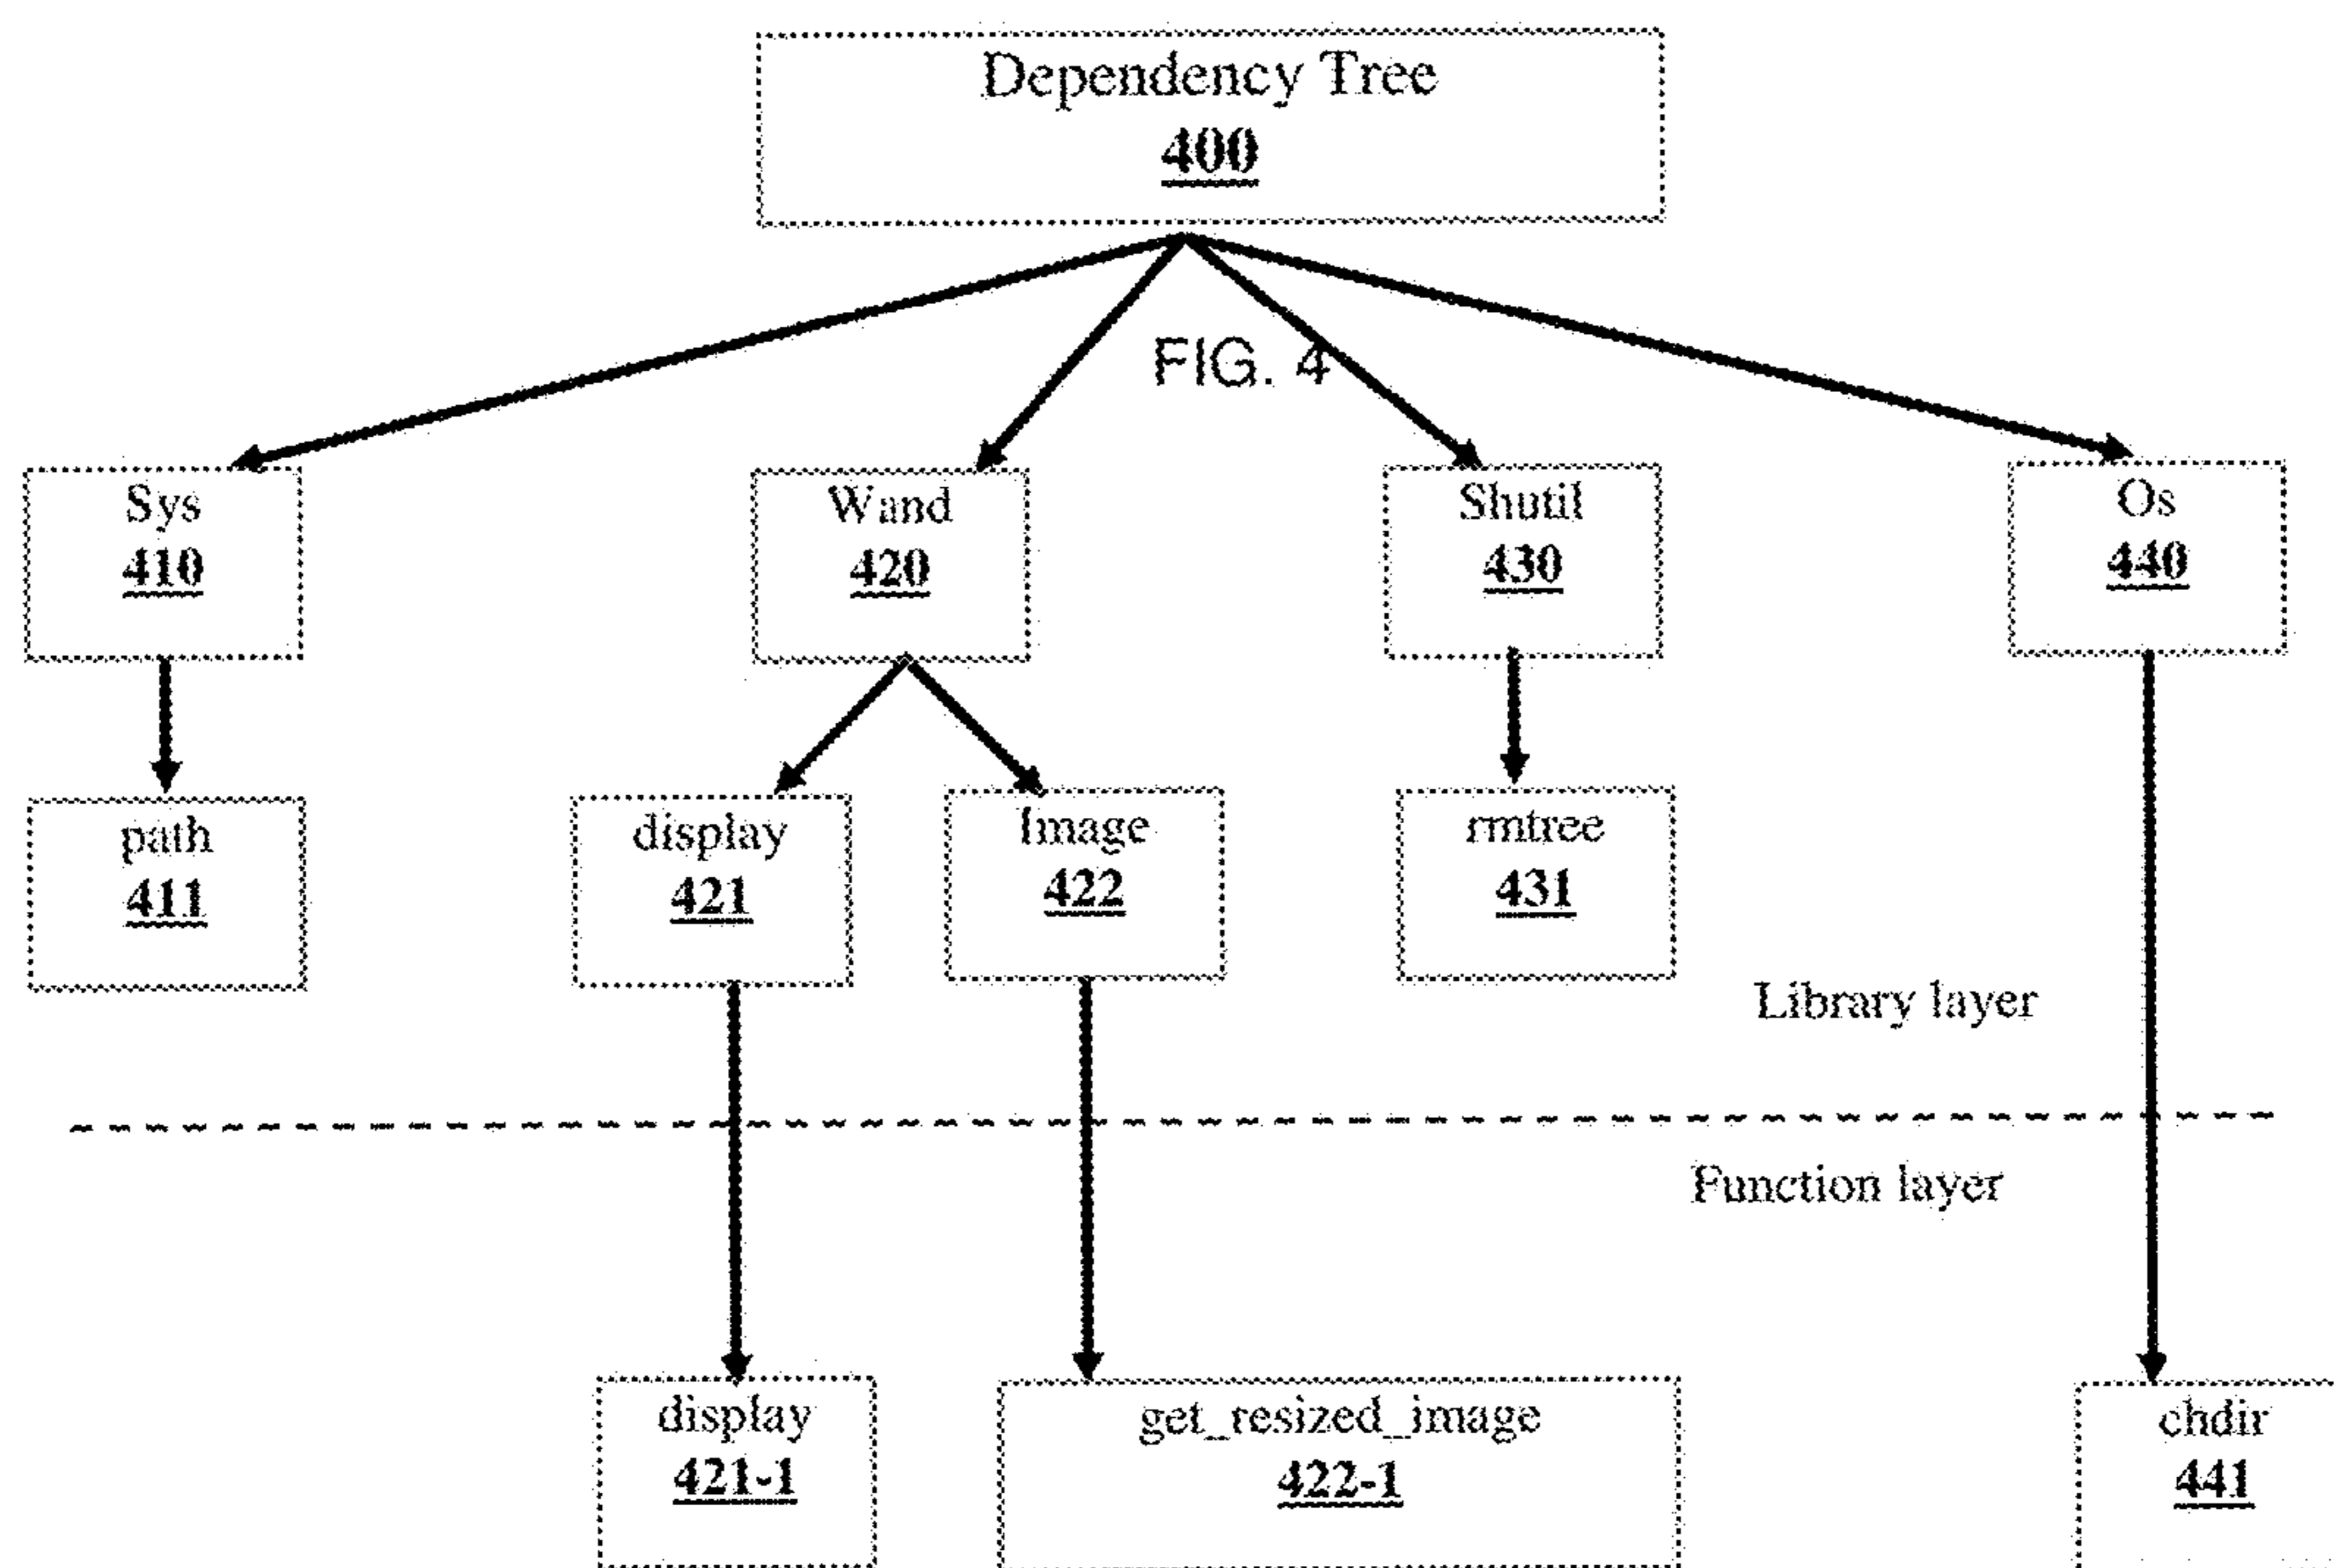 Dependency Tree
400
FIG. 4
Sys
410
Wand
420
Shutil
430
Os
440
path
411
display
421
Image
422
rmtree
431
Library layer
Function layer
display
421-1
get_resized_image
422-1
chdir
441